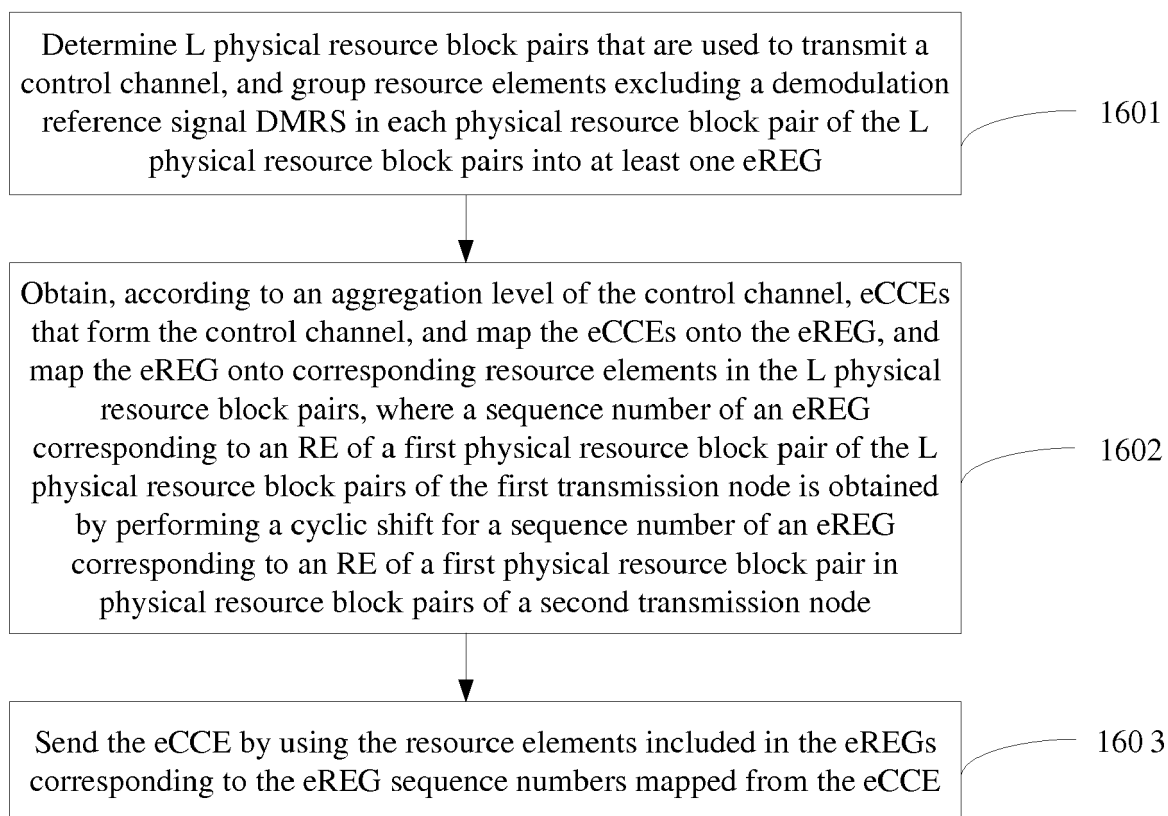 Determine L physical resource block pairs that are used to transmit a
control channel, and group resource elements excluding a demodulation
reference signal DMRS in each physical resource block pair of the L
physical resource block pairs into at least one eREG
1601
Obtain, according to an aggregation level of the control channel, eCCEs
that form the control channel, and map the eCCEs onto the eREG, and
map the eREG onto corresponding resource elements in the L physical
resource block pairs, where a sequence number of an eREG
corresponding to an RE of a first physical resource block pair of the L
physical resource block pairs of the first transmission node is obtained
by performing a cyclic shift for a sequence number of an eREG
corresponding to an RE of a first physical resource block pair in
physical resource block pairs of a second transmission node
1602
Send the eCCE by using the resource elements included in the eREGs
corresponding to the eREG sequence numbers mapped from the eCCE
160 3